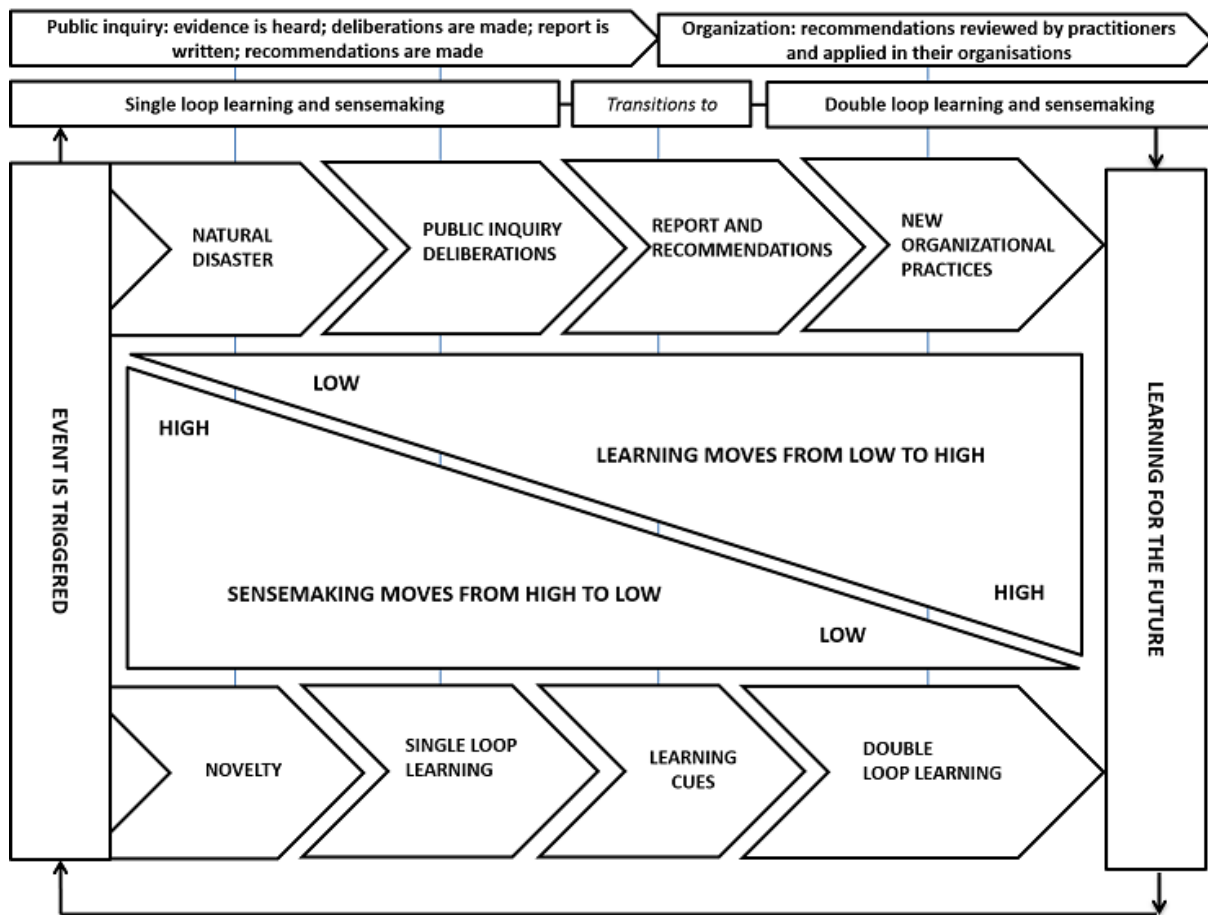 Public inquiry: evidence is heard; deliberations are made; report is
written; recommendations are made
Organization: recommendations reviewed by practitioners
and applied in their organisations
Single loop learning and sensemaking
Transitions to
Double loop learning and sensemaking
EVENT IS TRIGGERED
NATURAL
DISASTER
PUBLIC INQUIRY
DELIBERATIONS
REPORT AND
RECOMMENDATIONS
NEW
ORGANIZATIONAL
PRACTICES
LOW
HIGH
LEARNING MOVES FROM LOW TO HIGH
SENSEMAKING MOVES FROM HIGH TO LOW
HIGH
LOW
NOVELTY
SINGLE LOOP
LEARNING
LEARNING
CUES
DOUBLE
LOOP LEARNING
LEARNING FOR THE FUTURE